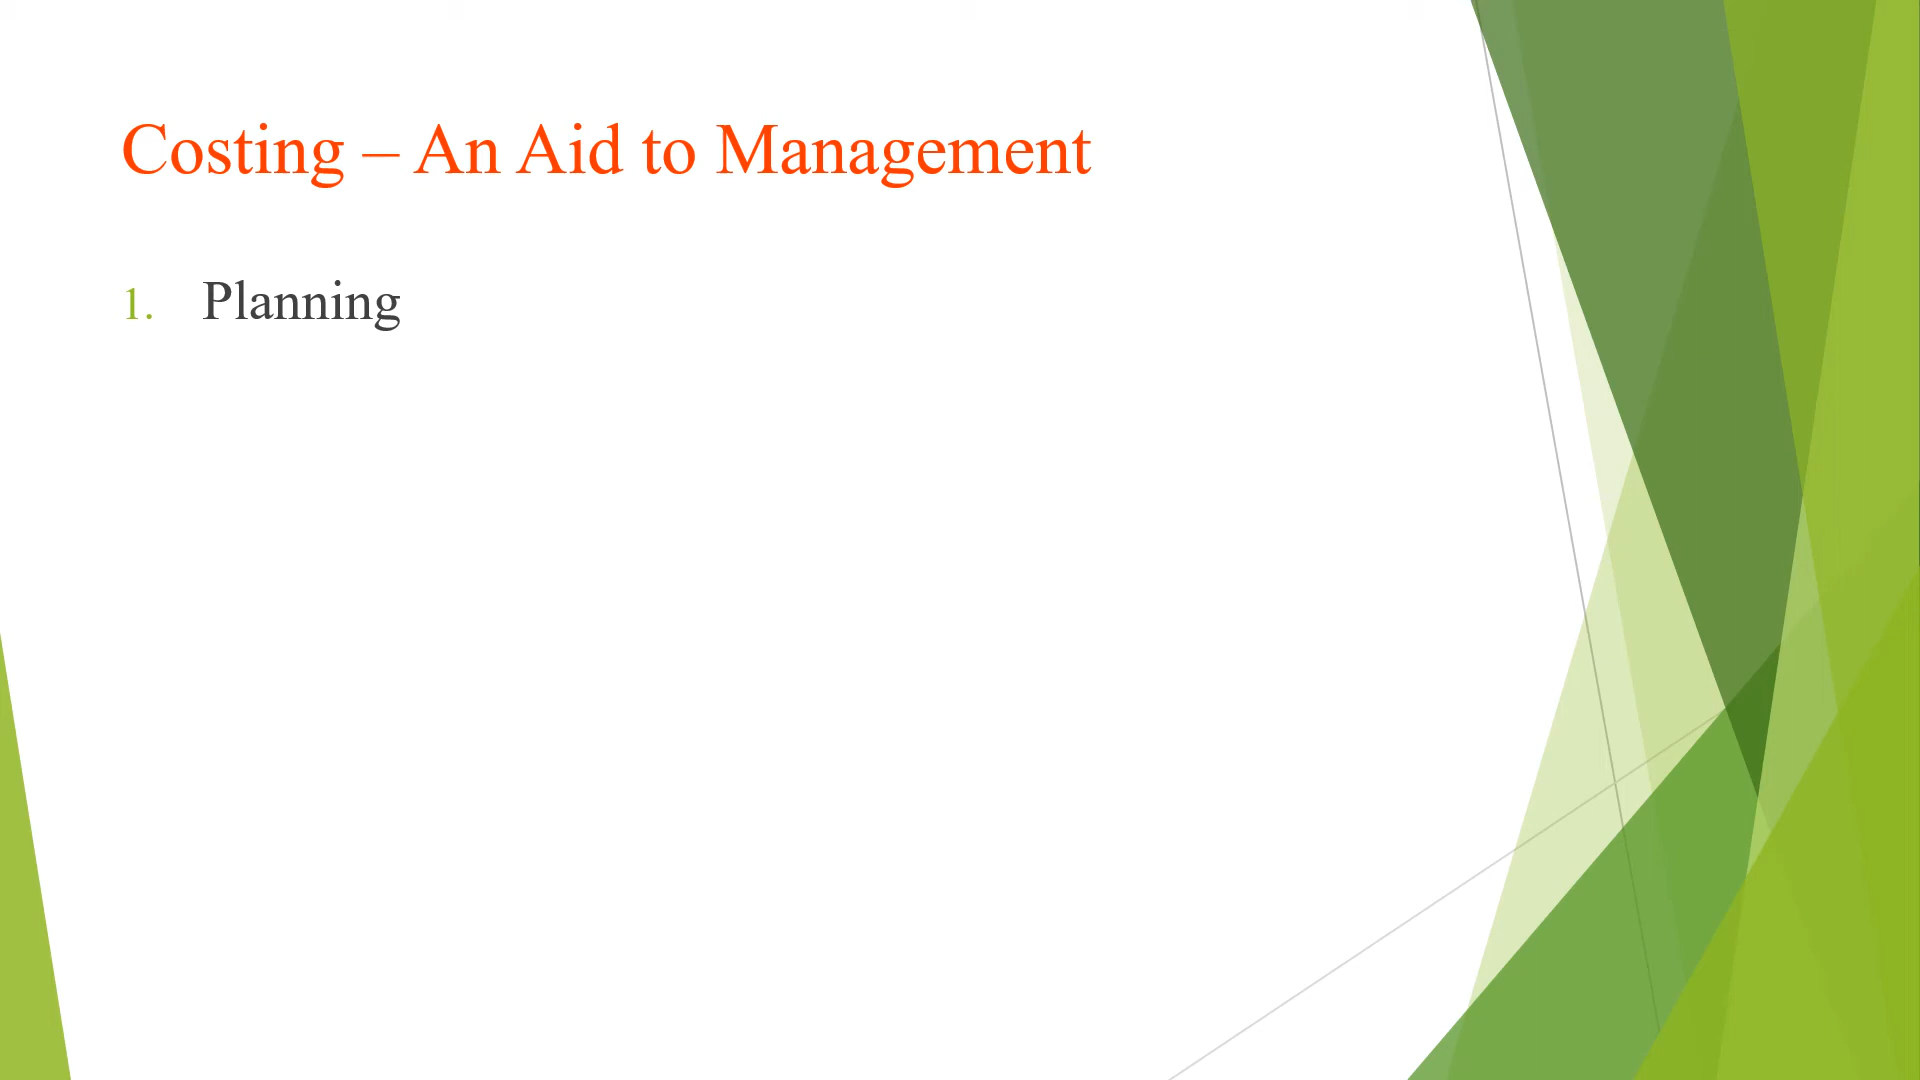 Costing – An Aid to Management
1. Planning